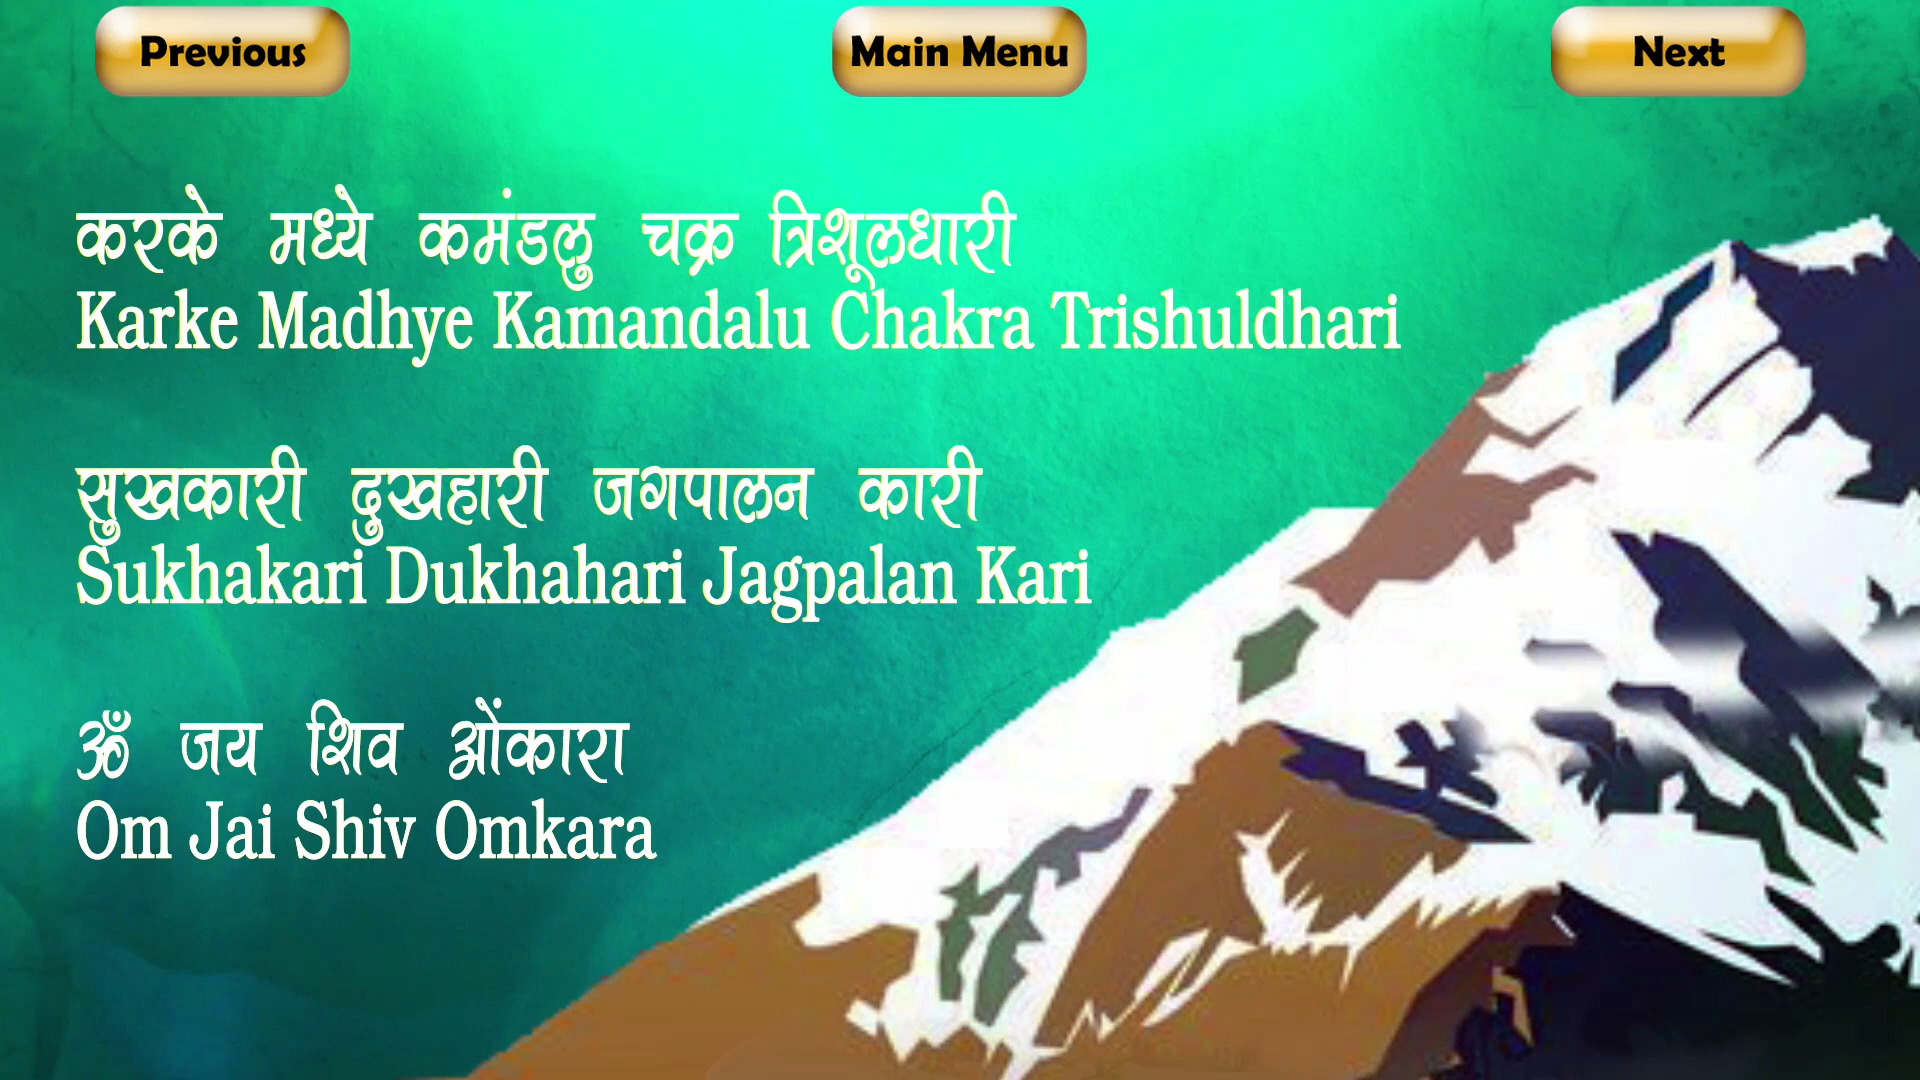 Previous
Main Menu
Next
करके मध्ये कमंडलु चक्र त्रिशूलधारी
Karke Madhye Kamandalu Chakra Trishuldhari
सुखकारी दुखहारी जगपालन कारी
Sukhakari Dukhahari Jagpalan Kari
ॐ जय शिव ओंकारा
Om Jai Shiv Omkara